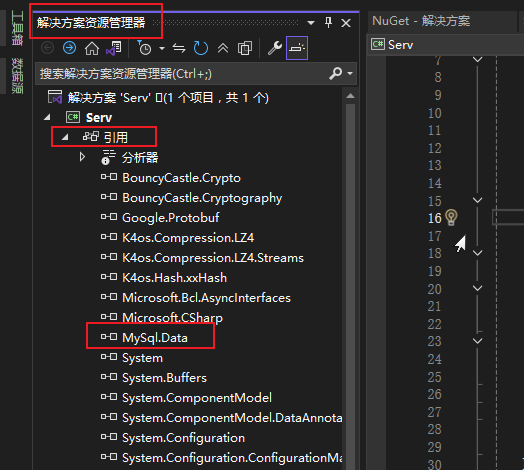 工具箱
数据源
解决方案资源管理器
搜索解决方案资源管理器(Ctrl+;)
解决方案 'Serv' (1 个项目，共 1 个)
C# Serv
引用
分析器
BouncyCastle.Crypto
BouncyCastle.Cryptography
Google.Protobuf
K4os.Compression.LZ4
K4os.Compression.LZ4.Streams
K4os.Hash.xxHash
Microsoft.Bcl.AsyncInterfaces
Microsoft.CSharp
MySql.Data
System
System.Buffers
System.ComponentModel
System.ComponentModel.DataAnnota
System.Configuration
System.Configuration.ConfigurationMa
NuGet - 解决方案
C# Serv
7
8
9
10
11
12
13
14
15
16
17
18
19
20
21
22
23
24
25
26
27
28
29
30